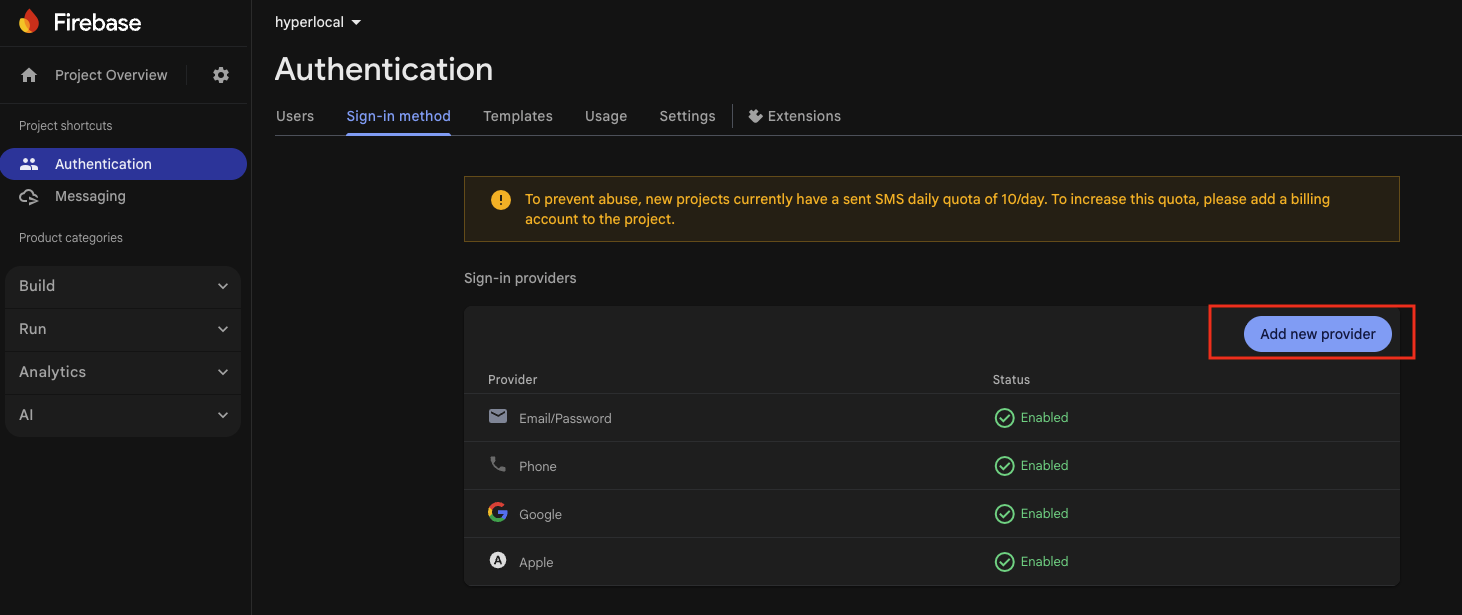 Firebase
Project Overview
Project shortcuts
Authentication
Messaging
Product categories
Build
Run
Analytics
AI
hyperlocal
Authentication
Users Sign-in method Templates Usage Settings Extensions
To prevent abuse, new projects currently have a sent SMS daily quota of 10/day. To increase this quota, please add a billing
account to the project.
Sign-in providers
Add new provider
Provider Status
Email/Password Enabled
Phone Enabled
Google Enabled
A Apple Enabled